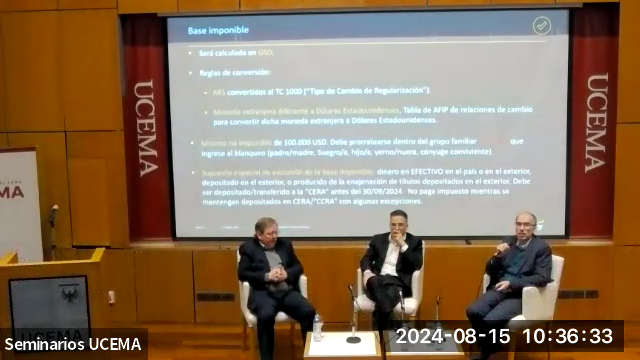 Base imponible
Será calculada en USD.
Reglas de conversión:
ARS convertidos al TC 1000 ("Tipo de Cambio de Regularización").
Moneda extranjera diferente a Dólares Estadounidenses, Tabla de AFIP de relaciones de cambio
para convertir dicha moneda extranjera a Dólares Estadounidenses.
Mínimo no imponible de 100.000 USD. Debe prorratearse dentro del grupo familiar que
ingrese al blanqueo (padre/madre, Suegro/a, hijo/a, yerno/nuera, cónyuge conviviente).
Supuesto especial de exclusión de la base imponible: dinero en EFECTIVO en el país o en el exterior,
depositado en el exterior, o producido de la enajenación de títulos depositados en el exterior. Debe
ser depositado/transferido a la "CERA" antes del 30/09/2024. No paga impuesto mientras se
mantengan depositados en CERA/"CCRA" con algunas excepciones.
UCEMA
UCEMA
EMA
UCEMA
Seminarios UCEMA
2024-08-15 10:36:33